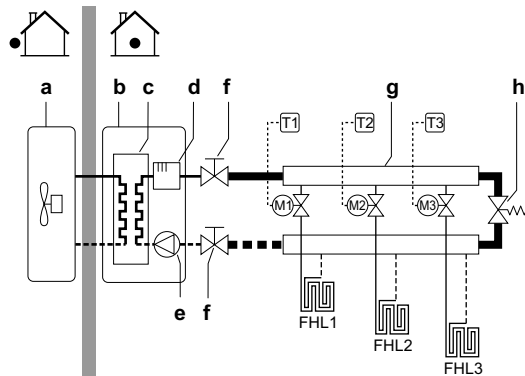 a b c d f g h
T1 T2 T3
M1 M2 M3
e f
FHL1
FHL2
FHL3